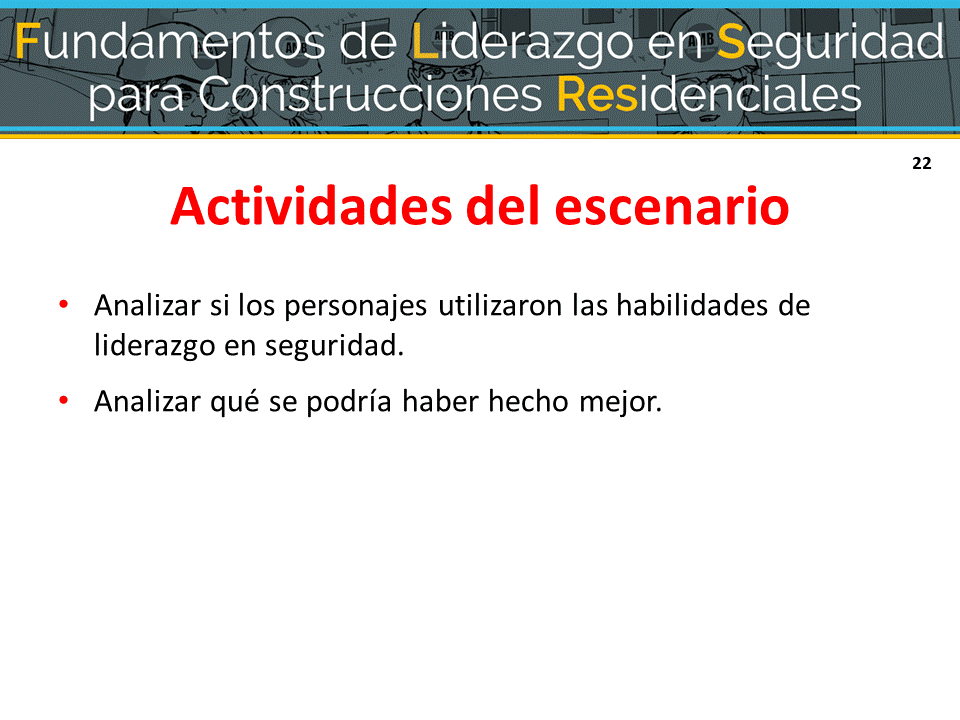 Fundamentos de Liderazgo en Seguridad
para Construcciones Residenciales
22
Actividades del escenario
• Analizar si los personajes utilizaron las habilidades de
liderazgo en seguridad.
• Analizar qué se podría haber hecho mejor.